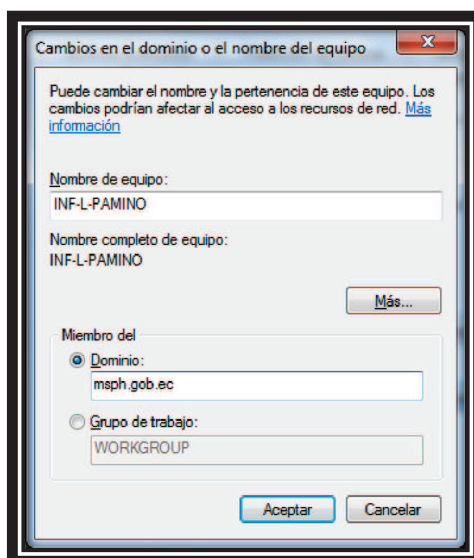 Cambios en el dominio o el nombre del equipo
Puede cambiar el nombre y la pertenencia de este equipo. Los
cambios podrían afectar al acceso a los recursos de red. Más
información
Nombre de equipo:
INF-L-PAMINO
Nombre completo de equipo:
INF-L-PAMINO
Más...
Miembro del
Dominio:
msph.gob.ec
Grupo de trabajo:
WORKGROUP
Aceptar Cancelar